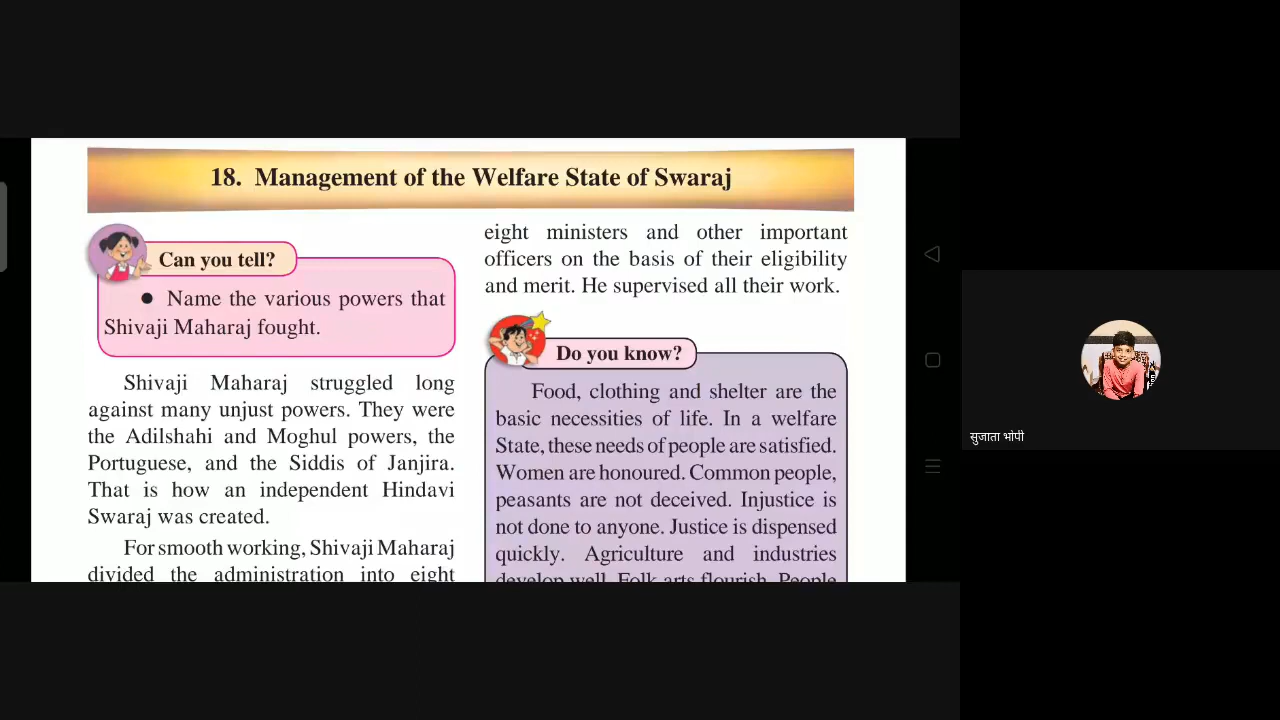 18. Management of the Welfare State of Swaraj
Can you tell?
● Name the various powers that
Shivaji Maharaj fought.
Shivaji Maharaj struggled long
against many unjust powers. They were
the Adilshahi and Moghul powers, the
Portuguese, and the Siddis of Janjira.
That is how an independent Hindavi
Swaraj was created.
For smooth working, Shivaji Maharaj
divided the administration into eight
eight ministers and other important
officers on the basis of their eligibility
and merit. He supervised all their work.
Do you know?
Food, clothing and shelter are the
basic necessities of life. In a welfare
State, these needs of people are satisfied.
Women are honoured. Common people,
peasants are not deceived. Injustice is
not done to anyone. Justice is dispensed
quickly. Agriculture and industries
develop well. Folk arts flourish. People
सुजाता भोपी